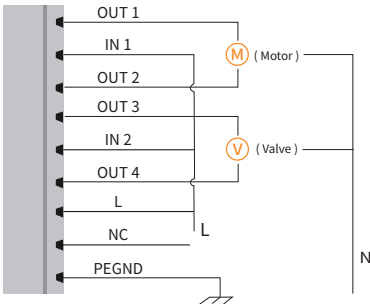 OUT 1
IN 1
M ( Motor )
OUT 2
OUT 3
IN 2
V ( Valve )
OUT 4
L
L
NC
N
PEGND